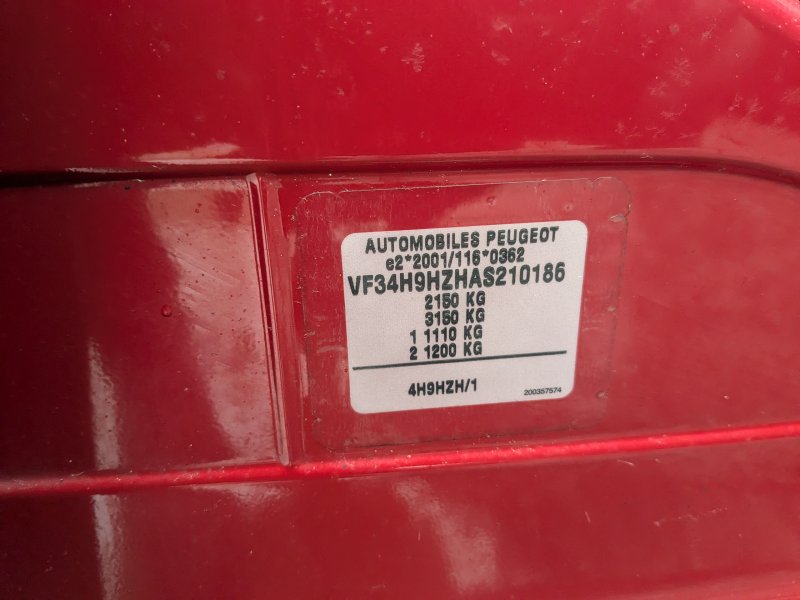 AUTOMOBILES PEUGEOT
e2*2001/116*0362
VF34H9HZHAS210186
2150 KG
3150 KG
1 1110 KG
2 1200 KG
4H9HZH/1
200357574